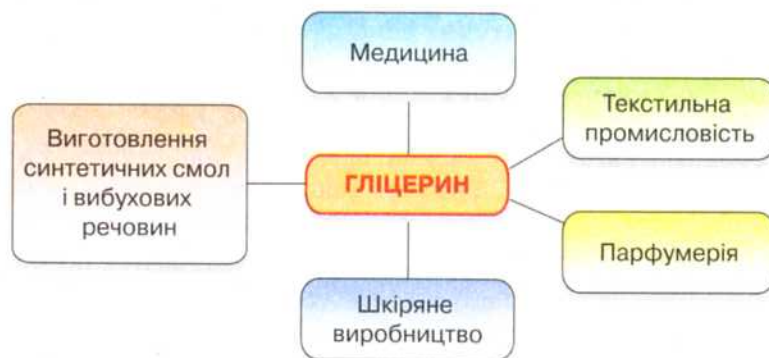 Медицина
Текстильна
промисловість
Виготовлення
синтетичних смол
і вибухових
речовин
ГЛІЦЕРИН
Парфумерія
Шкіряне
виробництво